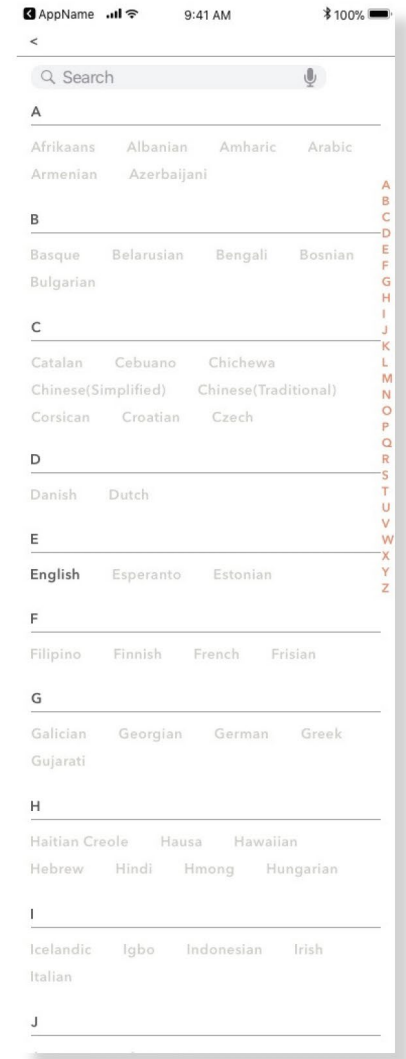 AppName 9:41 AM 100%
<
Search
A
Afrikaans Albanian Amharic Arabic
Armenian Azerbaijani
B
Basque Belarusian Bengali Bosnian
Bulgarian
C
Catalan Cebuano Chichewa
Chinese(Simplified) Chinese(Traditional)
Corsican Croatian Czech
D
Danish Dutch
E
English Esperanto Estonian
F
Filipino Finnish French Frisian
G
Galician Georgian German Greek
Gujarati
H
Haitian Creole Hausa Hawaiian
Hebrew Hindi Hmong Hungarian
I
Icelandic Igbo Indonesian Irish
Italian
J
A
B
C
D
E
F
G
H
I
J
K
L
M
N
O
P
Q
R
S
T
U
V
W
X
Y
Z